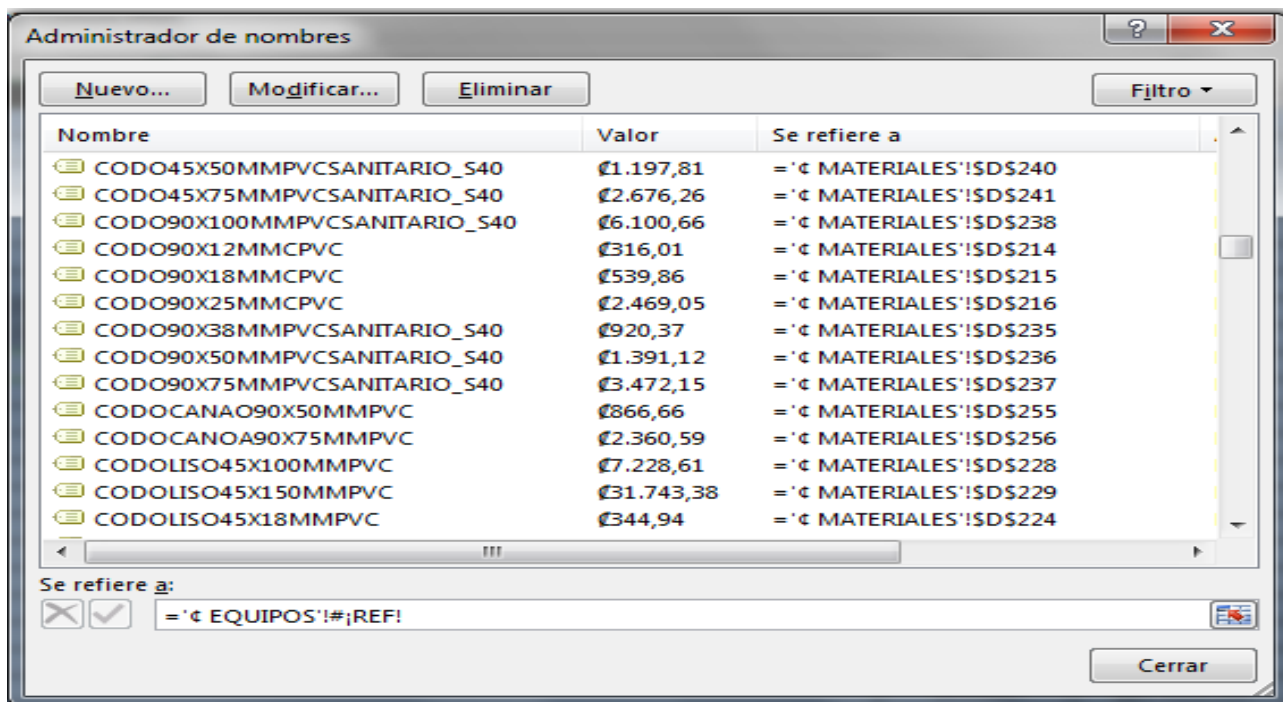 Administrador de nombres
Nuevo... Modificar... Eliminar Filtro
Nombre Valor Se refiere a
CODO45X50MMPVCSANITARIO_S40 ₡1.197,81 ='¢ MATERIALES'!$D$240
CODO45X75MMPVCSANITARIO_S40 ₡2.676,26 ='¢ MATERIALES'!$D$241
CODO90X100MMPVCSANITARIO_S40 ₡6.100,66 ='¢ MATERIALES'!$D$238
CODO90X12MMCPVC ₡316,01 ='¢ MATERIALES'!$D$214
CODO90X18MMCPVC ₡539,86 ='¢ MATERIALES'!$D$215
CODO90X25MMCPVC ₡2.469,05 ='¢ MATERIALES'!$D$216
CODO90X38MMPVCSANITARIO_S40 ₡920,37 ='¢ MATERIALES'!$D$235
CODO90X50MMPVCSANITARIO_S40 ₡1.391,12 ='¢ MATERIALES'!$D$236
CODO90X75MMPVCSANITARIO_S40 ₡3.472,15 ='¢ MATERIALES'!$D$237
CODOCANAO90X50MMPVC ₡866,66 ='¢ MATERIALES'!$D$255
CODOCANOA90X75MMPVC ₡2.360,59 ='¢ MATERIALES'!$D$256
CODOLISO45X100MMPVC ₡7.228,61 ='¢ MATERIALES'!$D$228
CODOLISO45X150MMPVC ₡31.743,38 ='¢ MATERIALES'!$D$229
CODOLISO45X18MMPVC ₡344,94 ='¢ MATERIALES'!$D$224
Se refiere a:
='¢ EQUIPOS'!#¡REF!
Cerrar